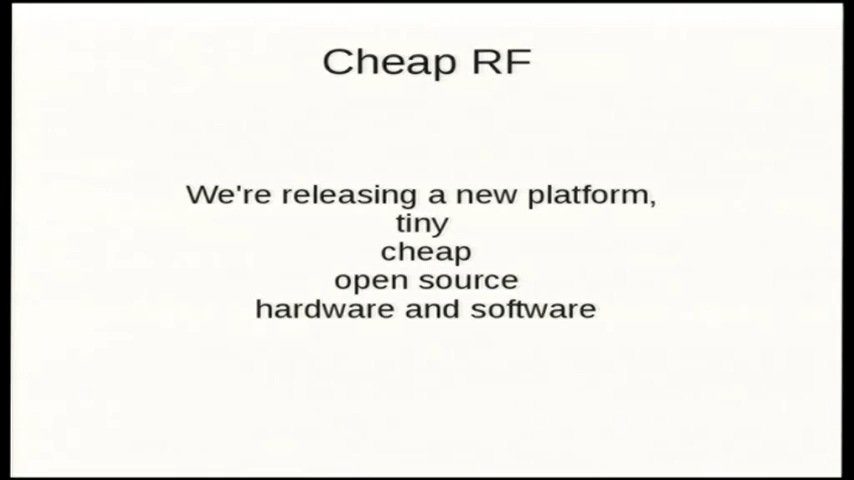 Cheap RF
We're releasing a new platform,
tiny
cheap
open source
hardware and software